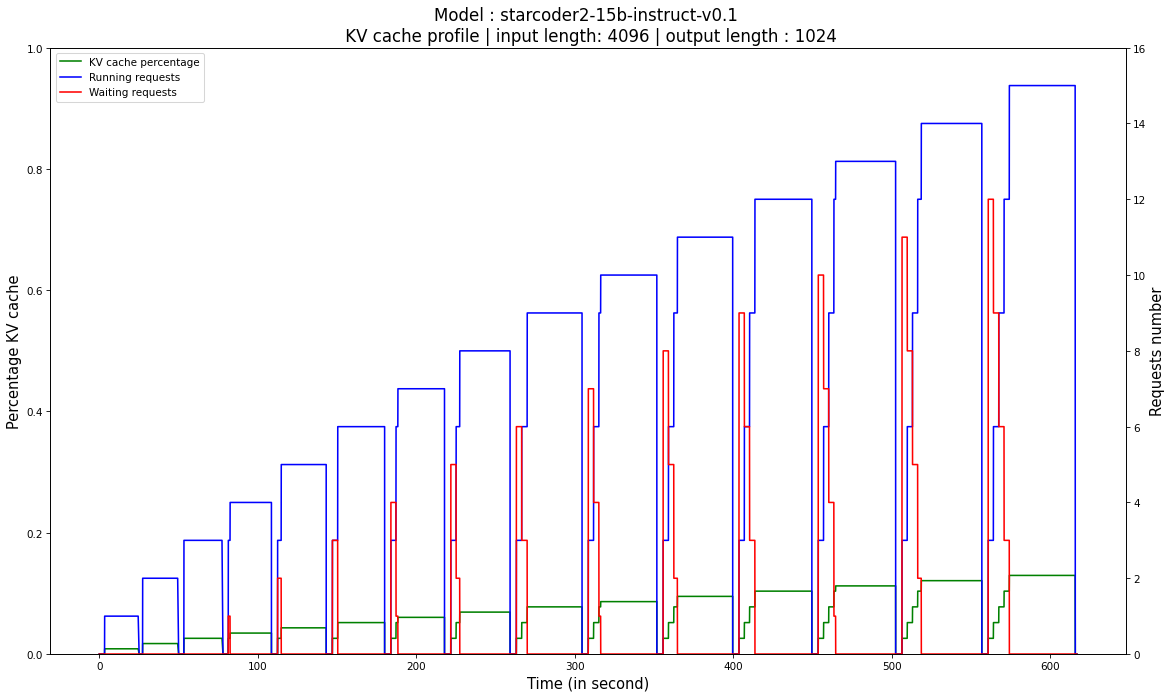 Model : starcoder2-15b-instruct-v0.1
KV cache profile | input length: 4096 | output length : 1024
KV cache percentage
Running requests
Waiting requests
Percentage KV cache
1.0
0.8
0.6
0.4
0.2
0.0
16
14
12
10
8
6
4
2
0
Requests number
0
100
200
300
400
500
600
Time (in second)